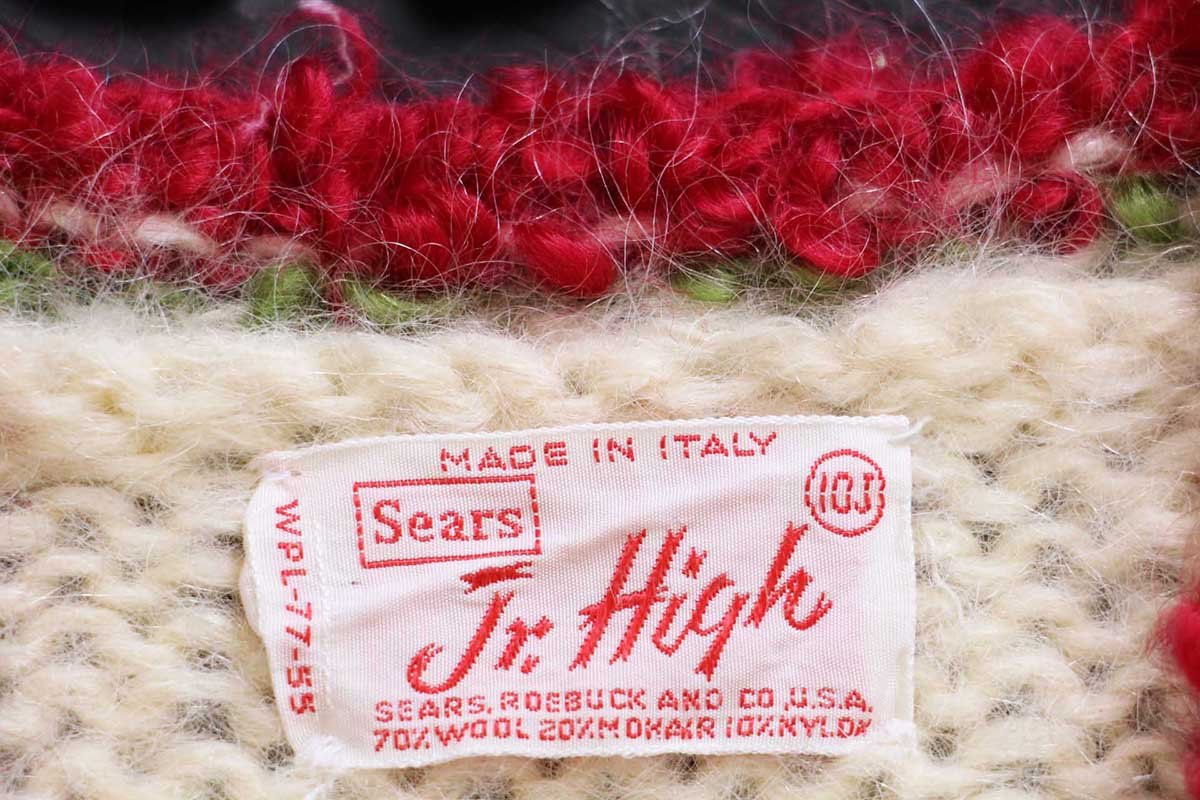 MADE IN ITALY
Sears
10J
Jr. High
WPL-77-55
SEARS, ROEBUCK AND CO. U.S.A.
70% WOOL 20% MOHAIR 10% NYLON